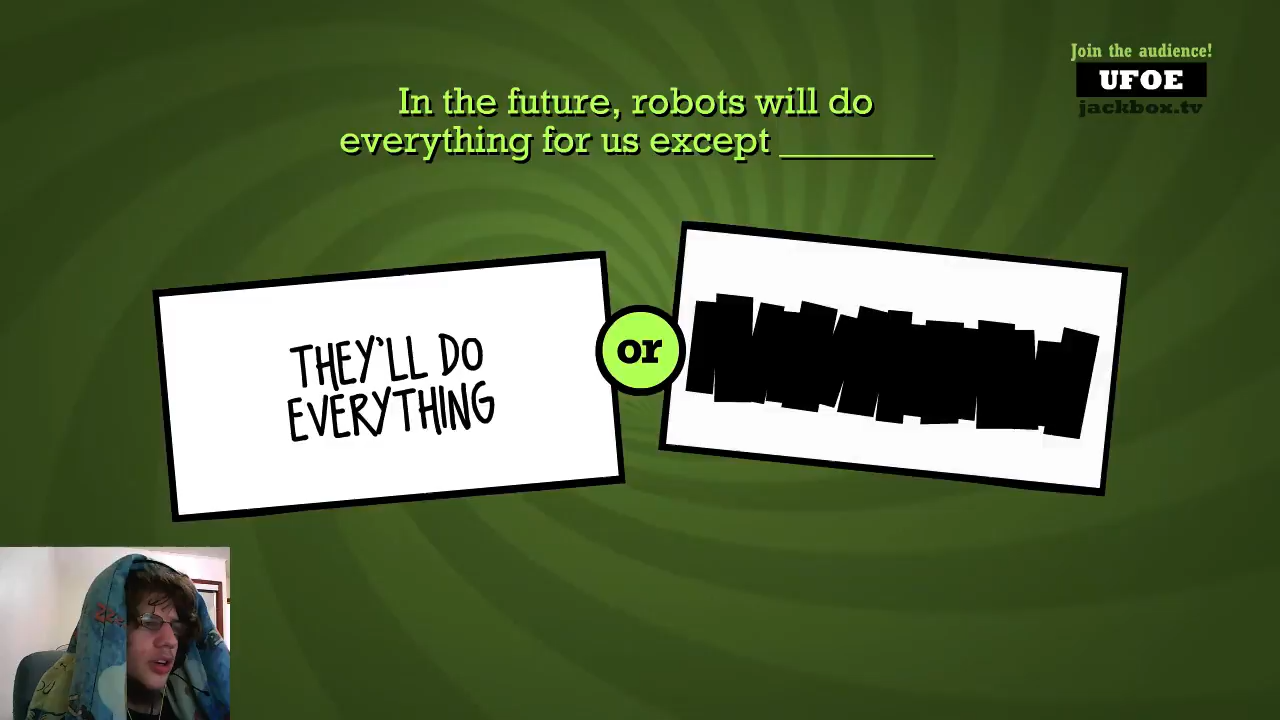 Join the audience!
UFOE
jackbox.tv
In the future, robots will do
everything for us except ________
THEY'LL DO
EVERYTHING
or